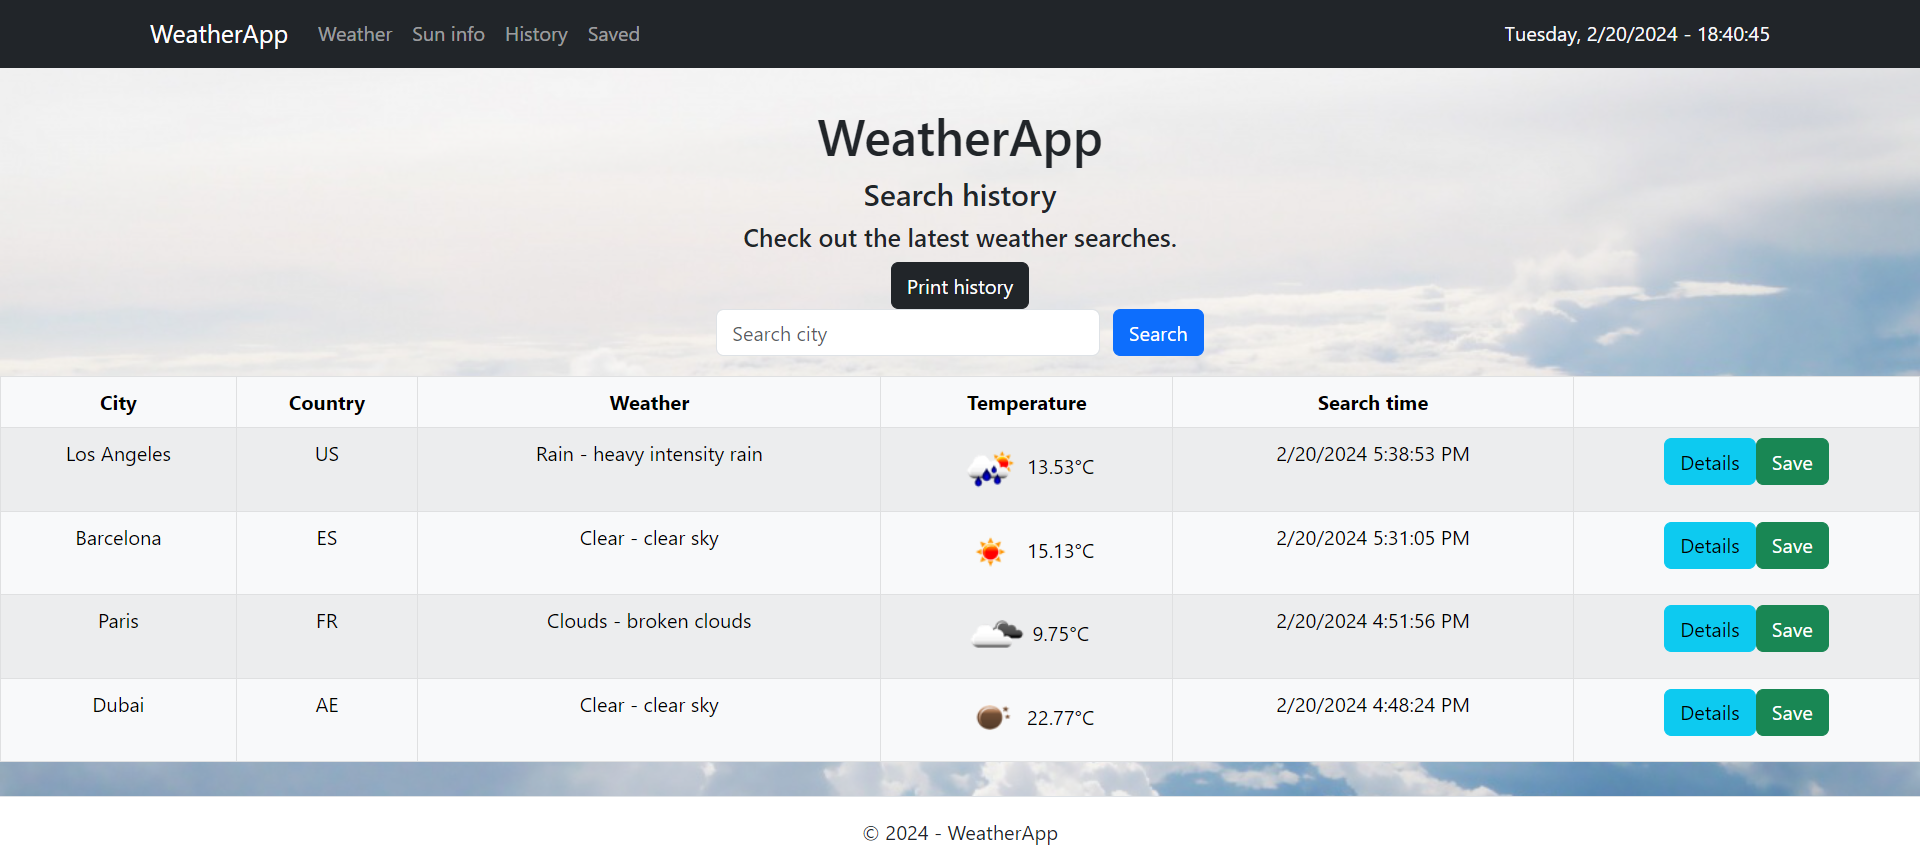 WeatherApp Weather Sun info History Saved Tuesday, 2/20/2024 - 18:40:45
WeatherApp
Search history
Check out the latest weather searches.
Print history
Search city Search
City Country Weather Temperature Search time
Los Angeles US Rain - heavy intensity rain 13.53°C 2/20/2024 5:38:53 PM Details Save
Barcelona ES Clear - clear sky 15.13°C 2/20/2024 5:31:05 PM Details Save
Paris FR Clouds - broken clouds 9.75°C 2/20/2024 4:51:56 PM Details Save
Dubai AE Clear - clear sky 22.77°C 2/20/2024 4:48:24 PM Details Save
© 2024 - WeatherApp